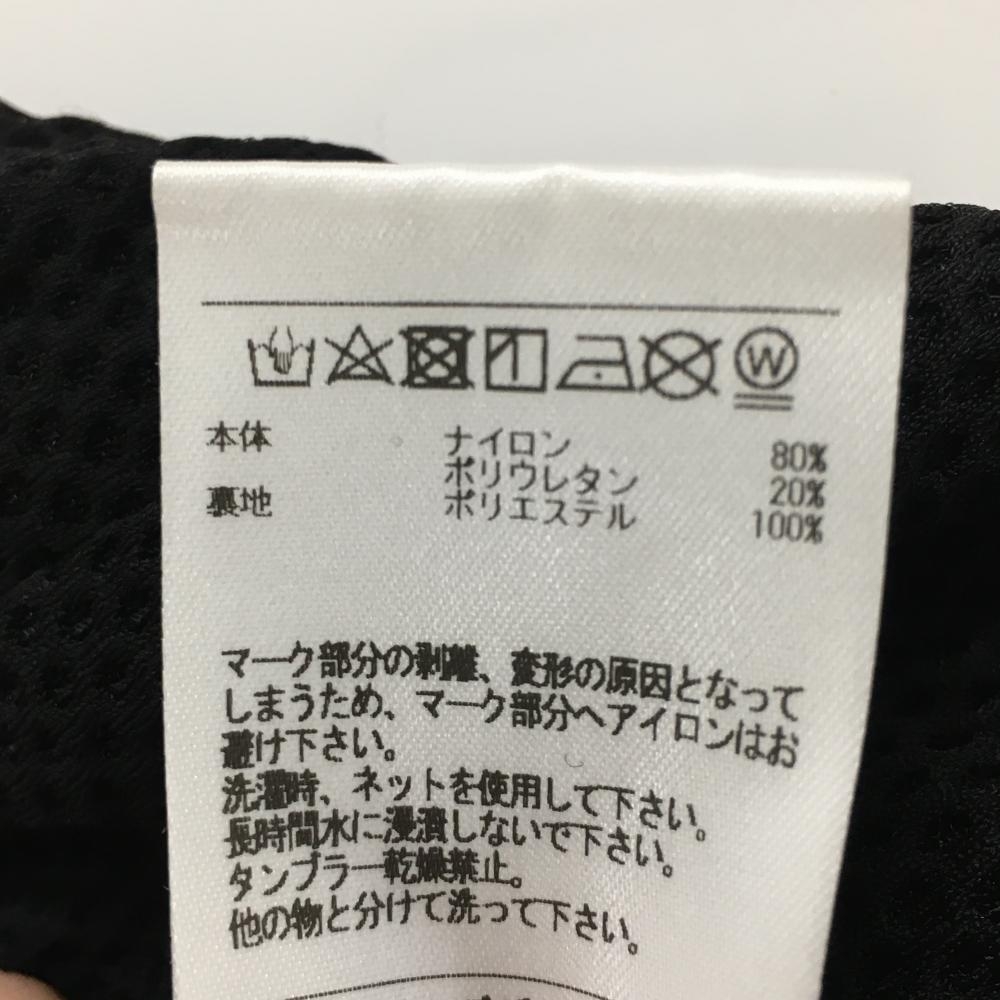 W
本体 ナイロン 80%
ポリウレタン 20%
裏地 ポリエステル 100%
マーク部分の剥離、変形の原因となって
しまうため、マーク部分へアイロンはお
避け下さい。
洗濯時、ネットを使用して下さい。
長時間水に浸漬しないで下さい。
タンブラー乾燥禁止。
他の物と分けて洗って下さい。